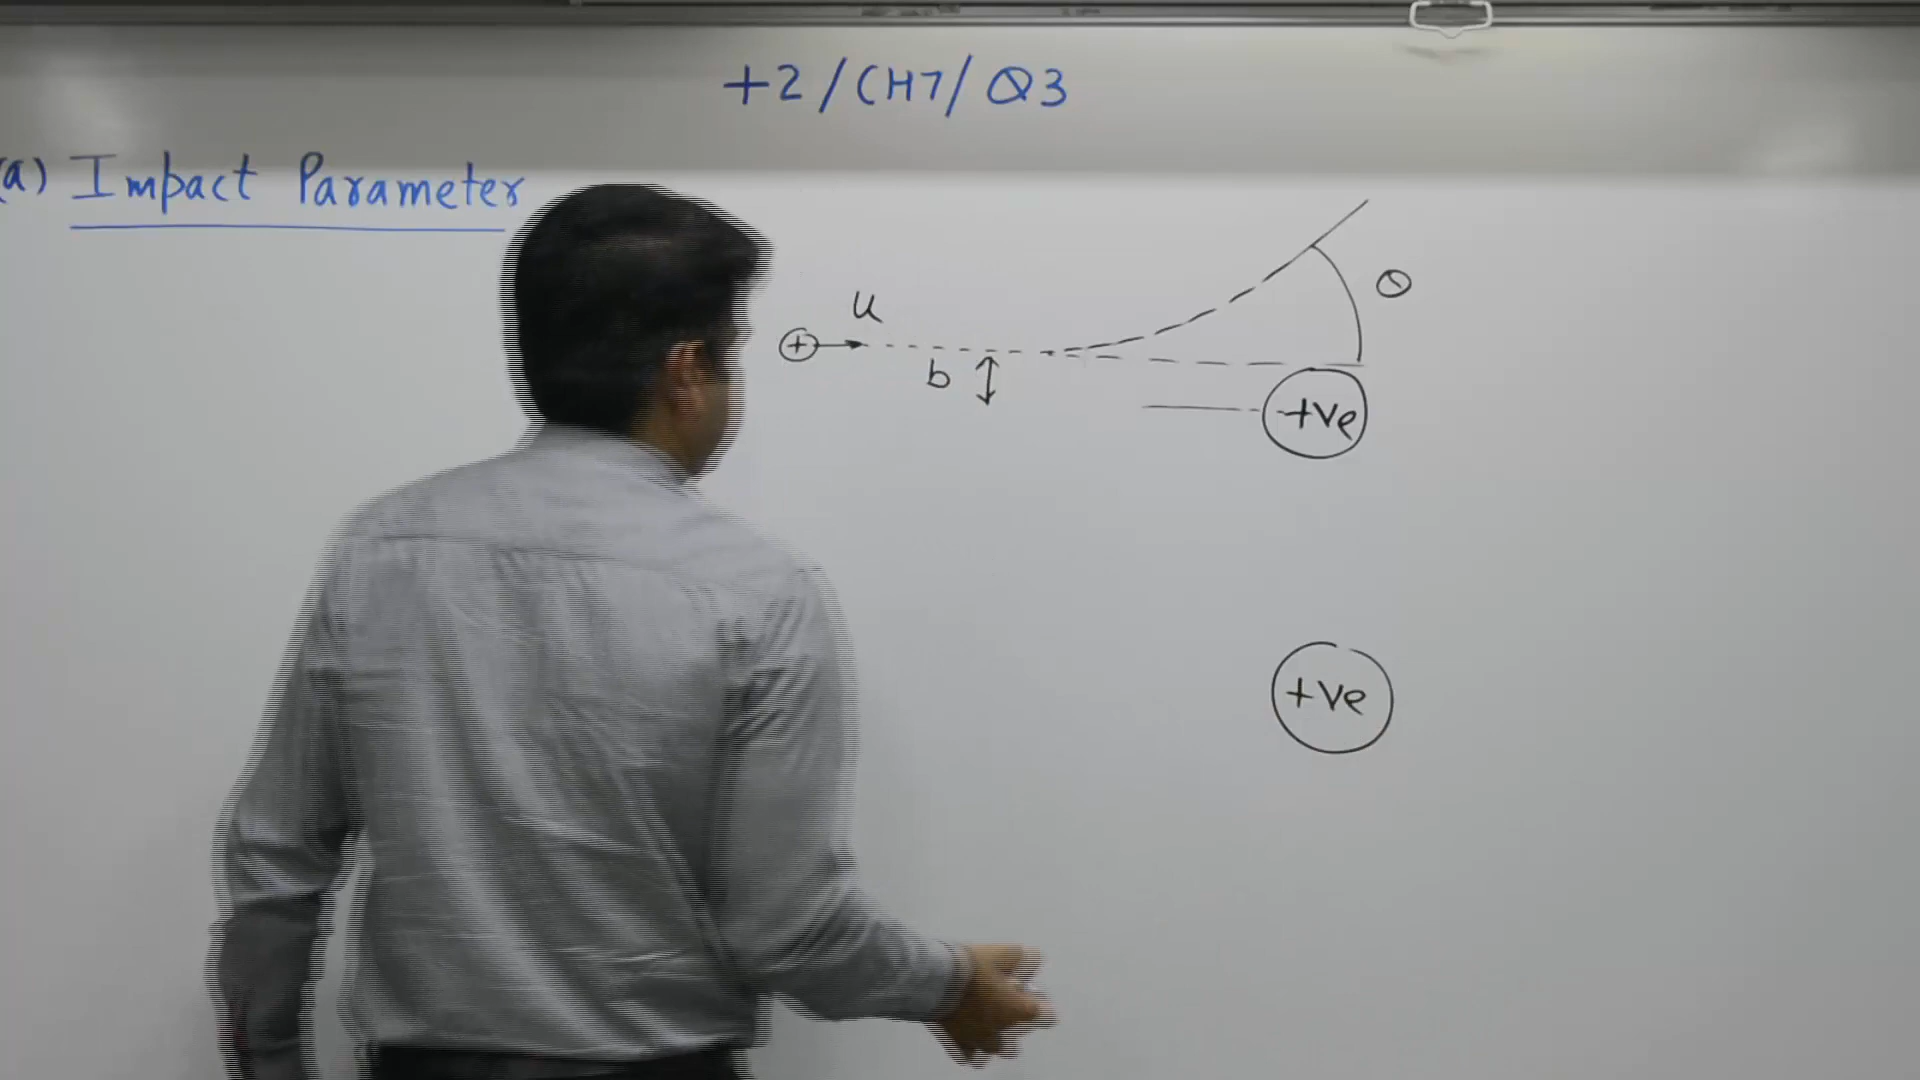 +2/CH7/Q3
(a) Impact Parameter
u
θ
+
b
+ve
+ve